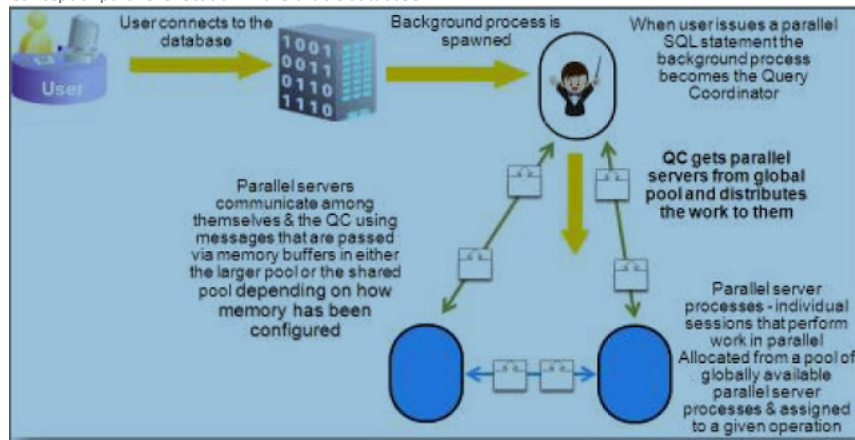 User connects to the
database
Background process is
spawned
When user issues a parallel
SQL statement the
background process
becomes the Query
Coordinator
1001
0011
0110
1110
User
QC gets parallel
servers from global
pool and distributes
the work to them
Parallel servers
communicate among
themselves & the QC using
messages that are passed
via memory buffers in either
the larger pool or the shared
pool depending on how
memory has been
configured
Parallel server
processes - individual
sessions that perform
work in parallel
Allocated from a pool of
globally available
parallel server
processes & assigned
to a given operation